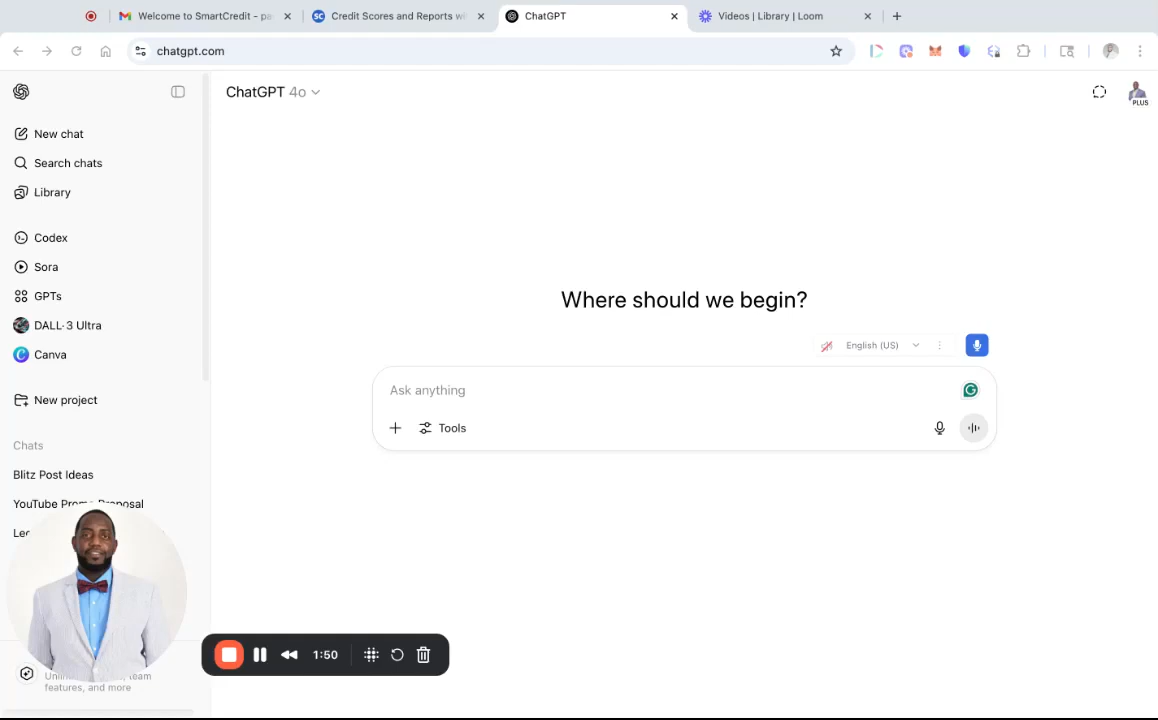 Welcome to SmartCredit - pa
Credit Scores and Reports wi
ChatGPT
Videos | Library | Loom
chatgpt.com
ChatGPT 4o
PLUS
New chat
Search chats
Library
Codex
Sora
GPTs
DALL·3 Ultra
Canva
New project
Chats
Blitz Post Ideas
YouTube Promo Proposal
Where should we begin?
English (US)
Ask anything
Tools
1:50
team
features, and more